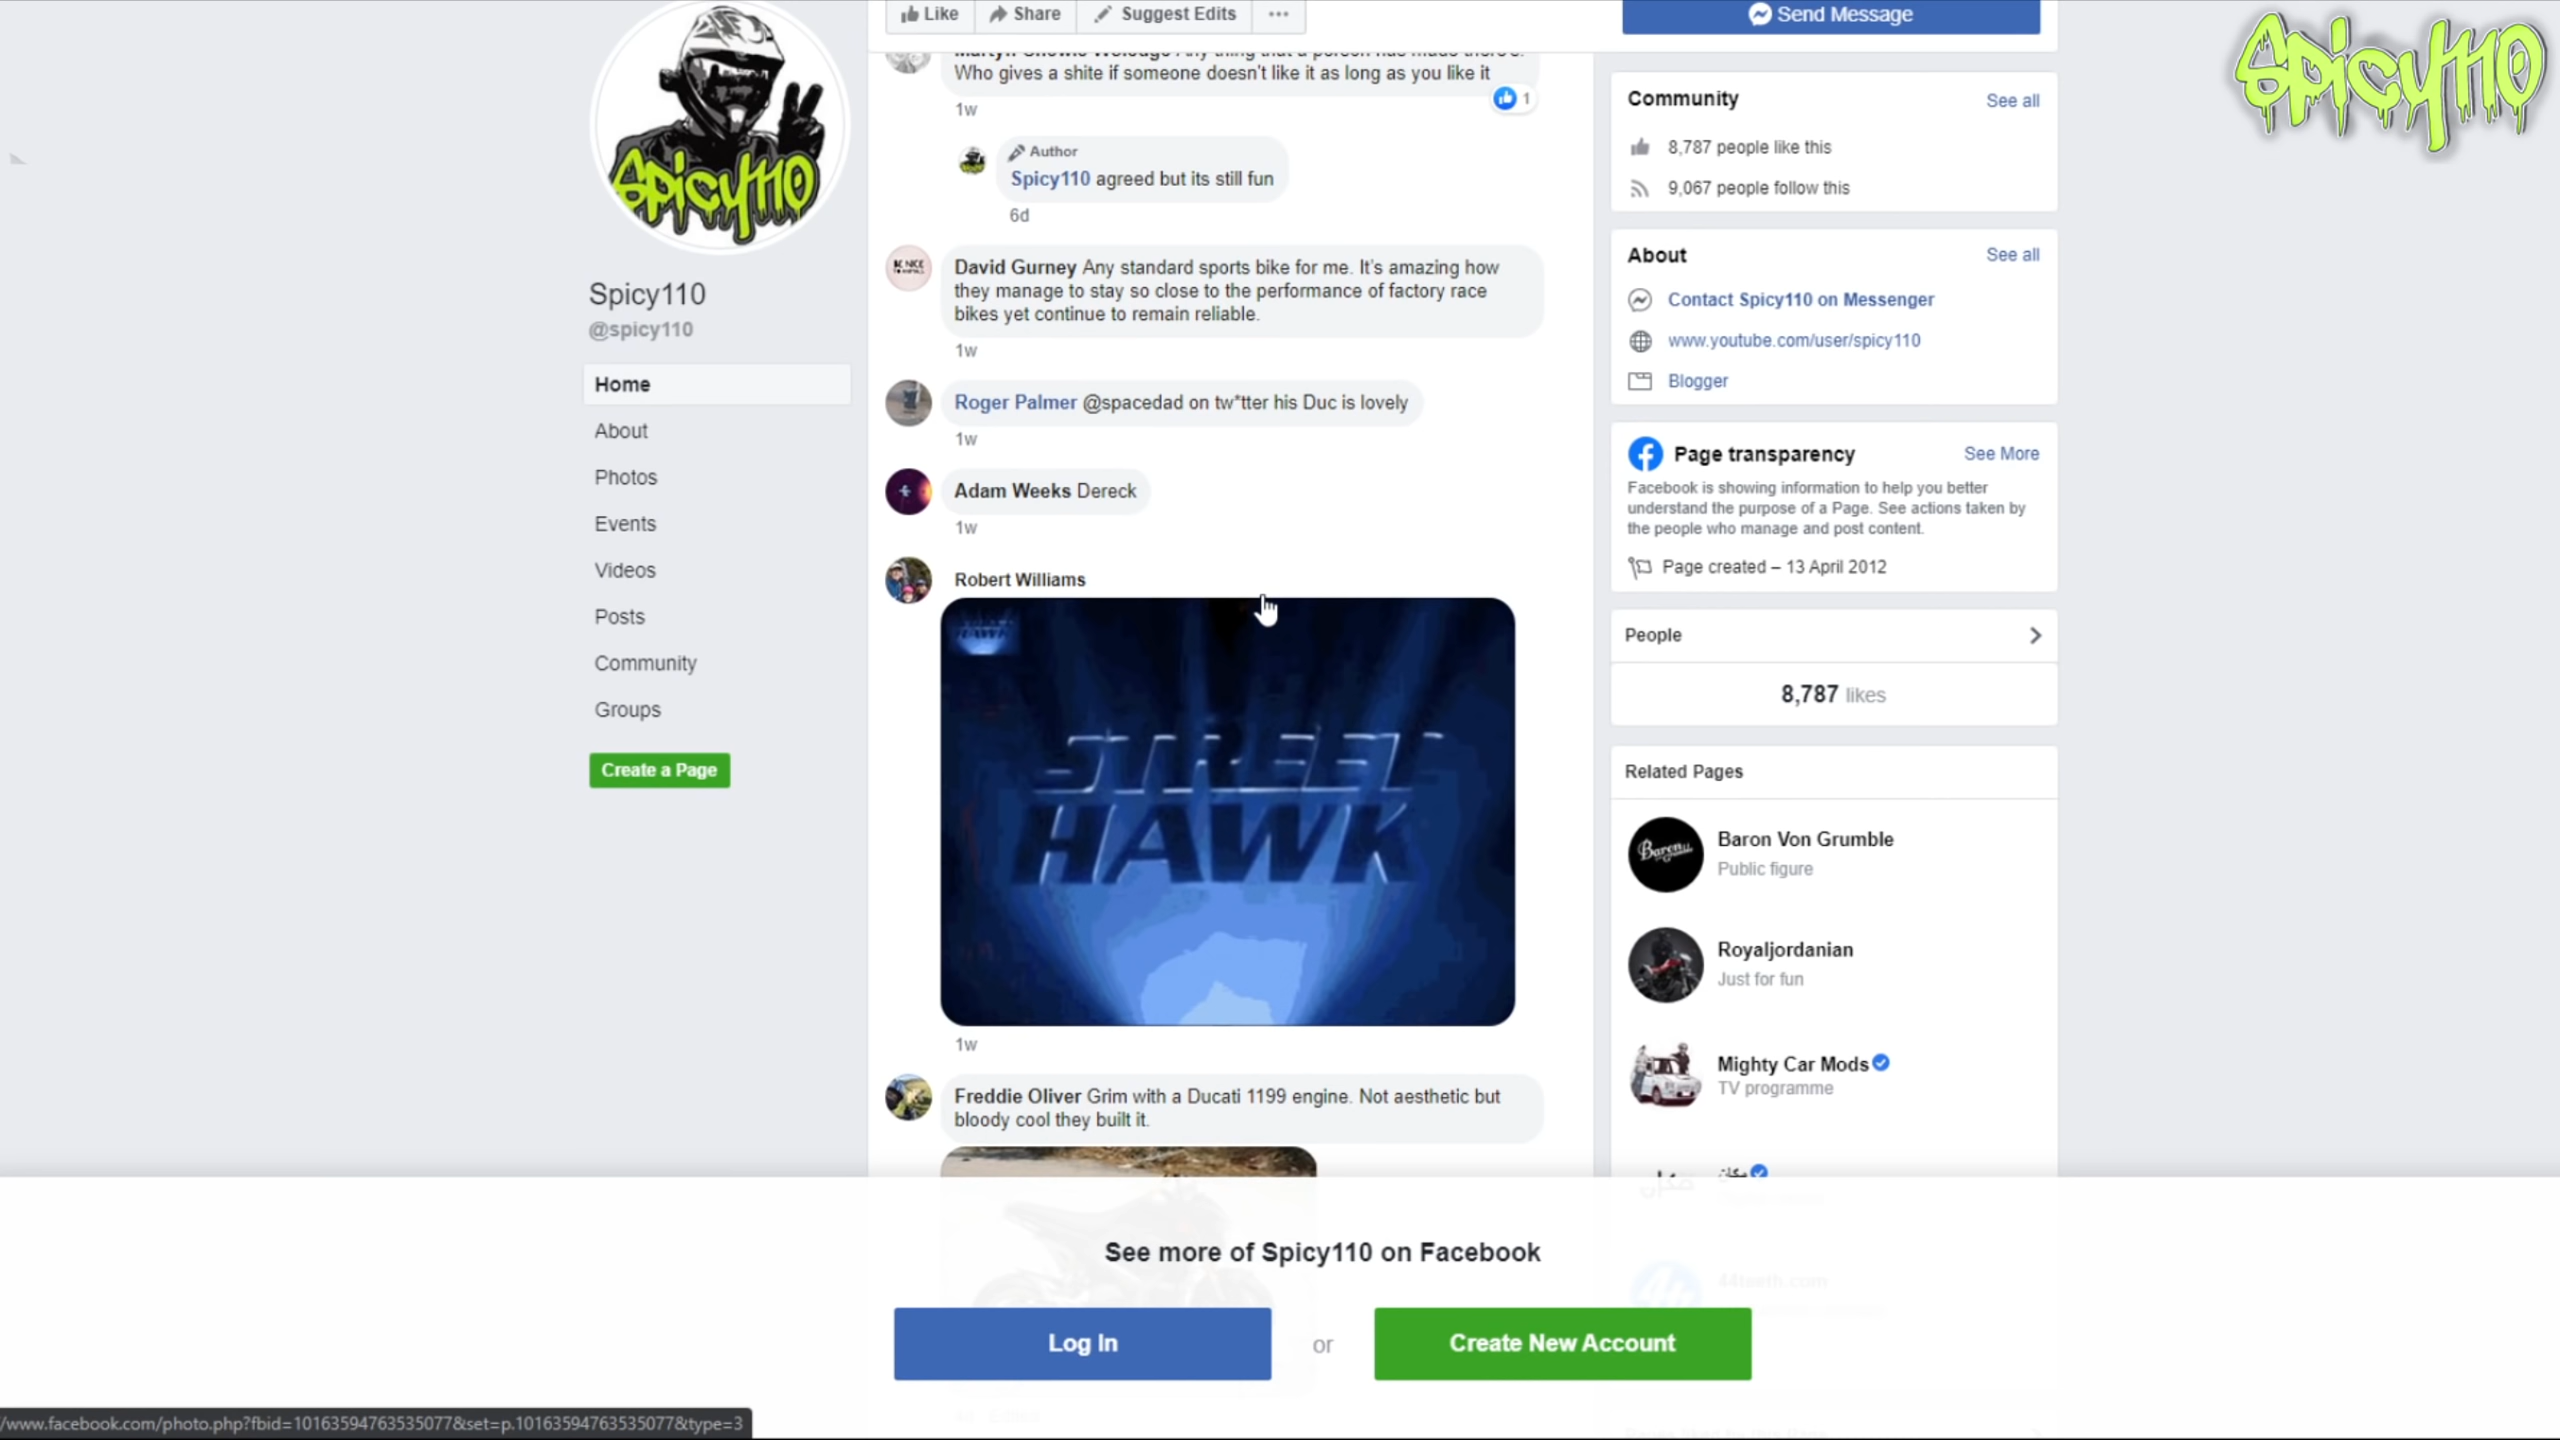 Like
Share
Suggest Edits
Send Message
Spicy110
Who gives a shite if someone doesn't like it as long as you like it
1
1w
Author
Spicy110 agreed but its still fun
6d
Spicy110
Spicy110
@spicy110
Home
About
Photos
Events
Videos
Posts
Community
Groups
Create a Page
David Gurney Any standard sports bike for me. It's amazing how
they manage to stay so close to the performance of factory race
bikes yet continue to remain reliable.
1w
Roger Palmer @spacedad on tw*tter his Duc is lovely
1w
Adam Weeks Dereck
1w
Robert Williams
STREET
HAWK
1w
Freddie Oliver Grim with a Ducati 1199 engine. Not aesthetic but
bloody cool they built it.
Community
See all
8,787 people like this
9,067 people follow this
About
See all
Contact Spicy110 on Messenger
www.youtube.com/user/spicy110
Blogger
Page transparency
See More
Facebook is showing information to help you better
understand the purpose of a Page. See actions taken by
the people who manage and post content.
Page created – 13 April 2012
People
8,787 likes
Related Pages
Baron
Baron Von Grumble
Public figure
Royaljordanian
Just for fun
Mighty Car Mods
TV programme
44teeth.com
See more of Spicy110 on Facebook
Log In
or
Create New Account
/www.facebook.com/photo.php?fbid=10163594763535077&set=p.10163594763535077&type=3